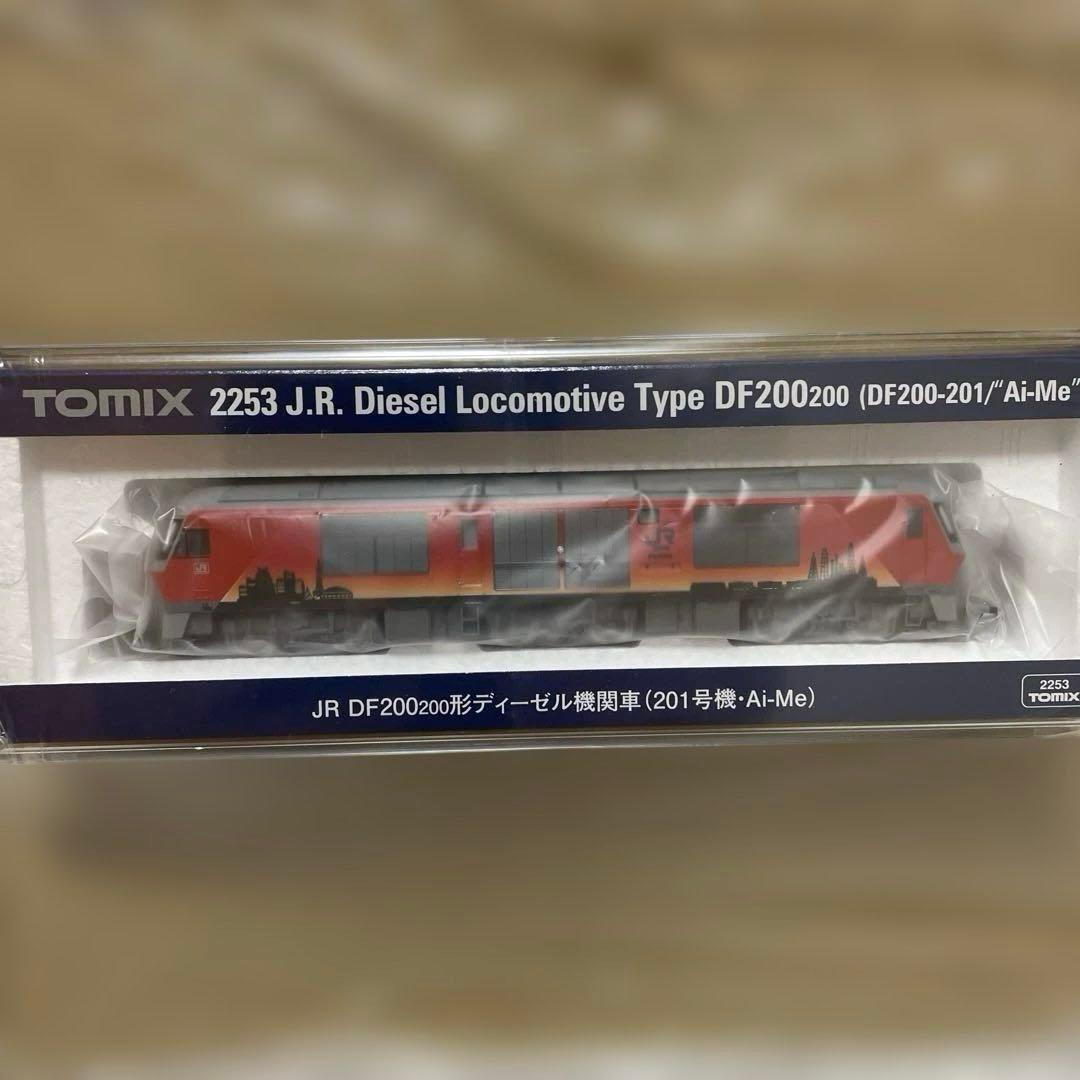 TOMIX 2253 J.R. Diesel Locomotive Type DF200200 (DF200-201/“Ai-Me”
JR
JR
JR DF200200形ディーゼル機関車(201号機・Ai-Me)
2253
TOMIX